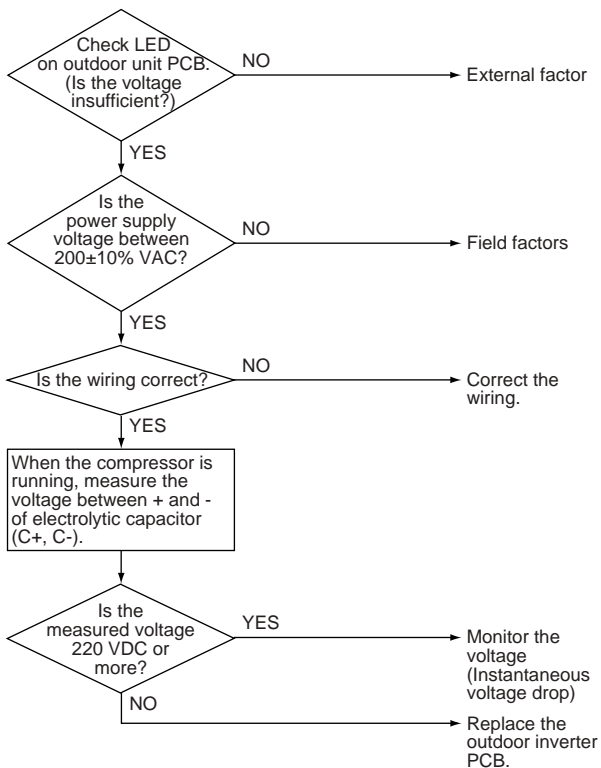 Check LED
on outdoor unit PCB.
(Is the voltage
insufficient?)
NO
External factor
YES
Is the
power supply
voltage between
200±10% VAC?
NO
Field factors
YES
Is the wiring correct?
NO
Correct the
wiring.
YES
When the compressor is
running, measure the
voltage between + and -
of electrolytic capacitor
(C+, C-).
Is the
measured voltage
220 VDC or
more?
YES
Monitor the
voltage
(Instantaneous
voltage drop)
NO
Replace the
outdoor inverter
PCB.